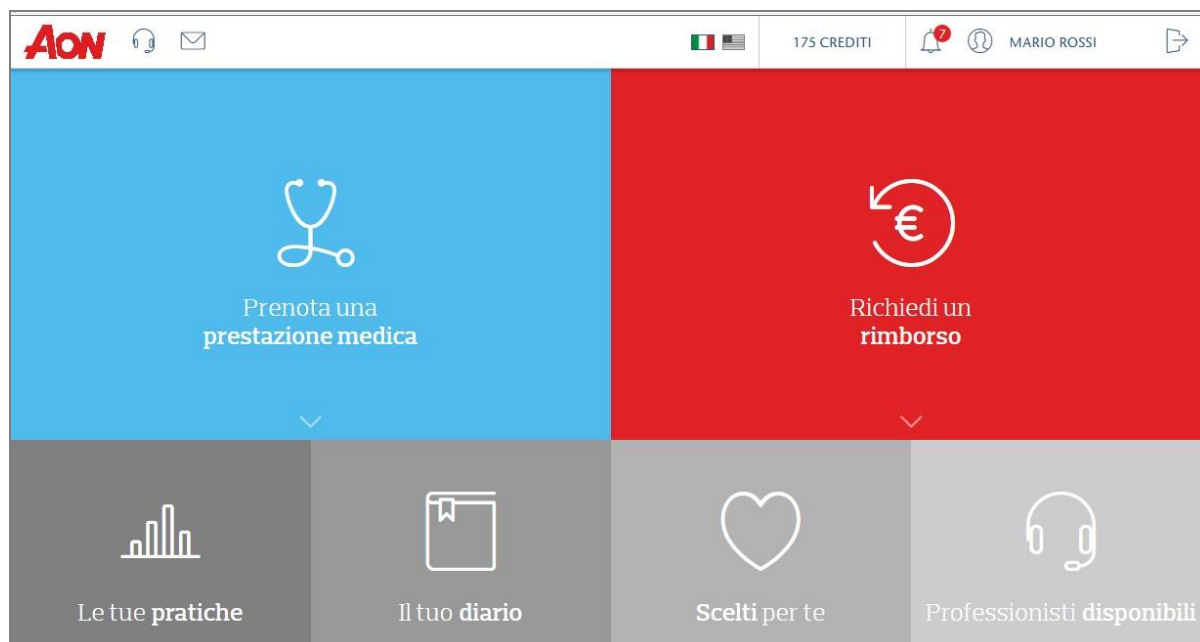 AON
175 CREDITI
7
MARIO ROSSI
€
Prenota una
prestazione medica
Richiedi un
rimborso
Le tue pratiche
Il tuo diario
Scelti per te
Professionisti disponibili